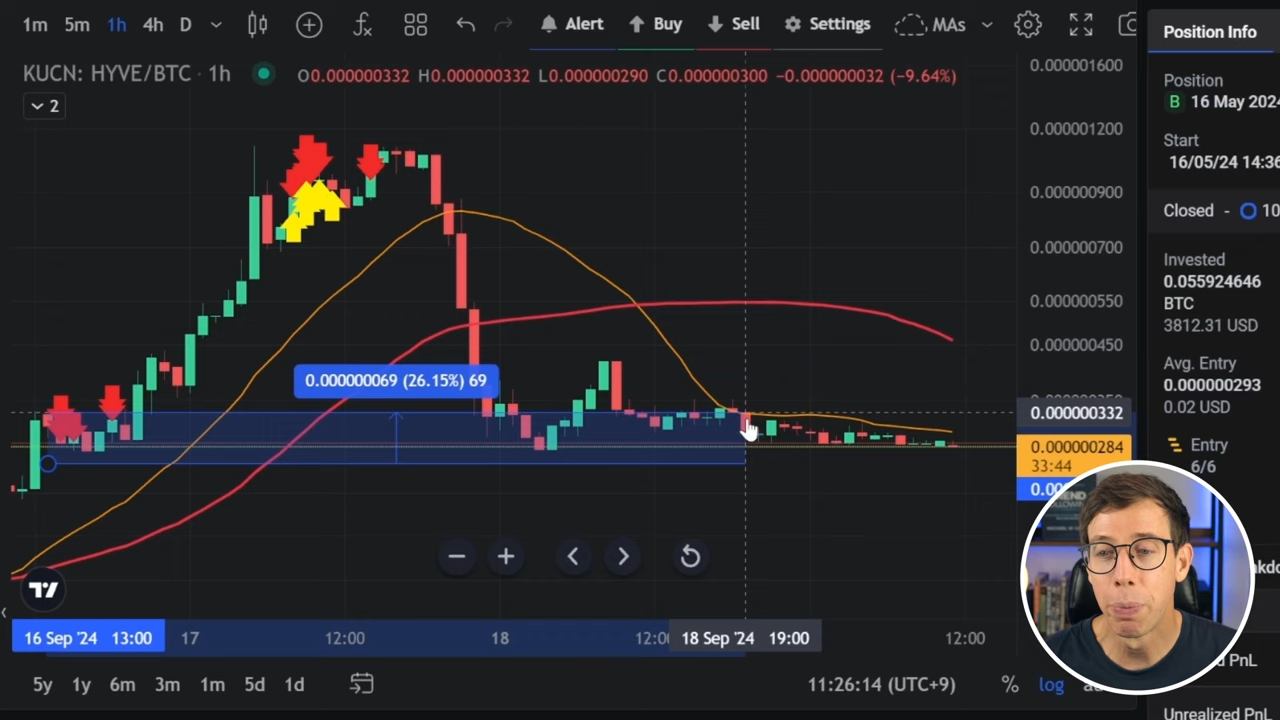 1m 5m 1h 4h D Alert Buy Sell Settings MAs
KUCN: HYVE/BTC · 1h O0.000000332 H0.000000332 L0.000000290 C0.000000300 −0.000000032 (−9.64%)
2
0.000001600
0.000001200
0.000000900
0.000000700
0.000000550
0.000000450
0.000000069 (26.15%) 69
0.000000332
0.000000284
33:44
16 Sep '24 13:00 17 12:00 18 18 Sep '24 19:00 12:00
5y 1y 6m 3m 1m 5d 1d 11:26:14 (UTC+9) % log
Position Info
Position
B 16 May 2024
Start
16/05/24 14:36
Closed - 10
Invested
0.055924646
BTC
3812.31 USD
Avg. Entry
0.000000293
0.02 USD
Entry
6/6
PnL
Unrealized PnL